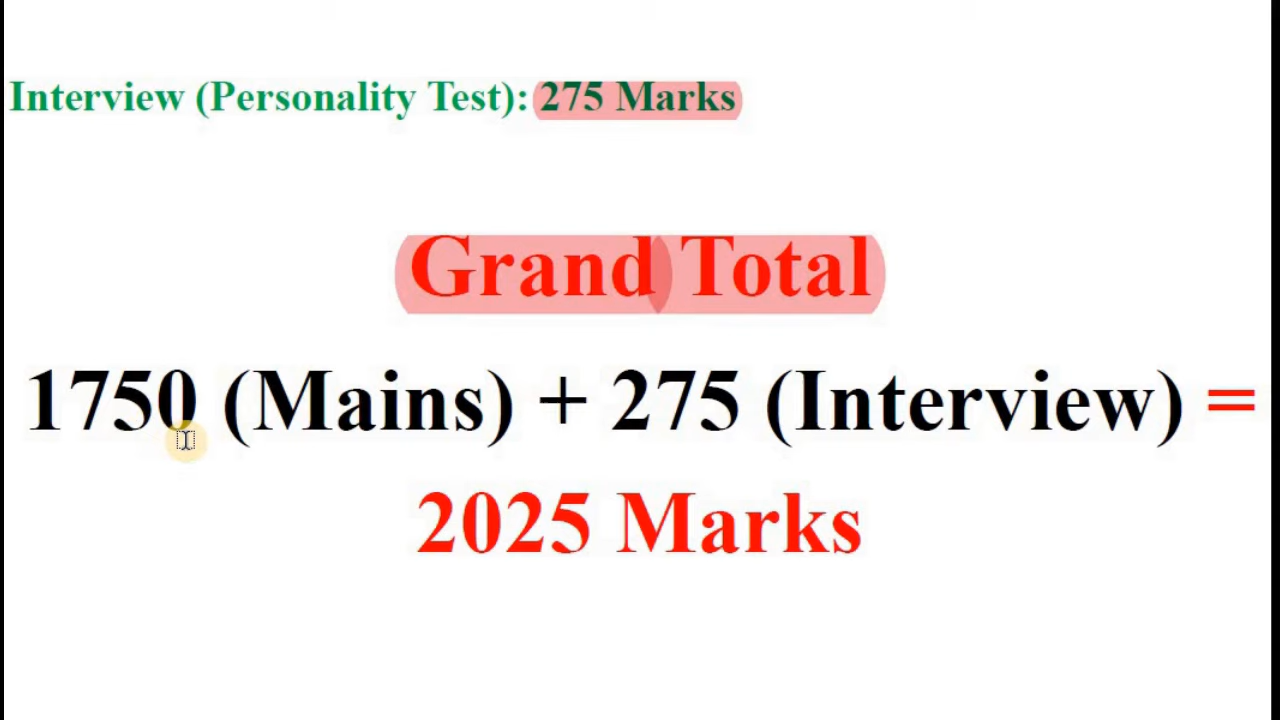 Interview (Personality Test): 275 Marks
Grand Total
1750 (Mains) + 275 (Interview) =
2025 Marks